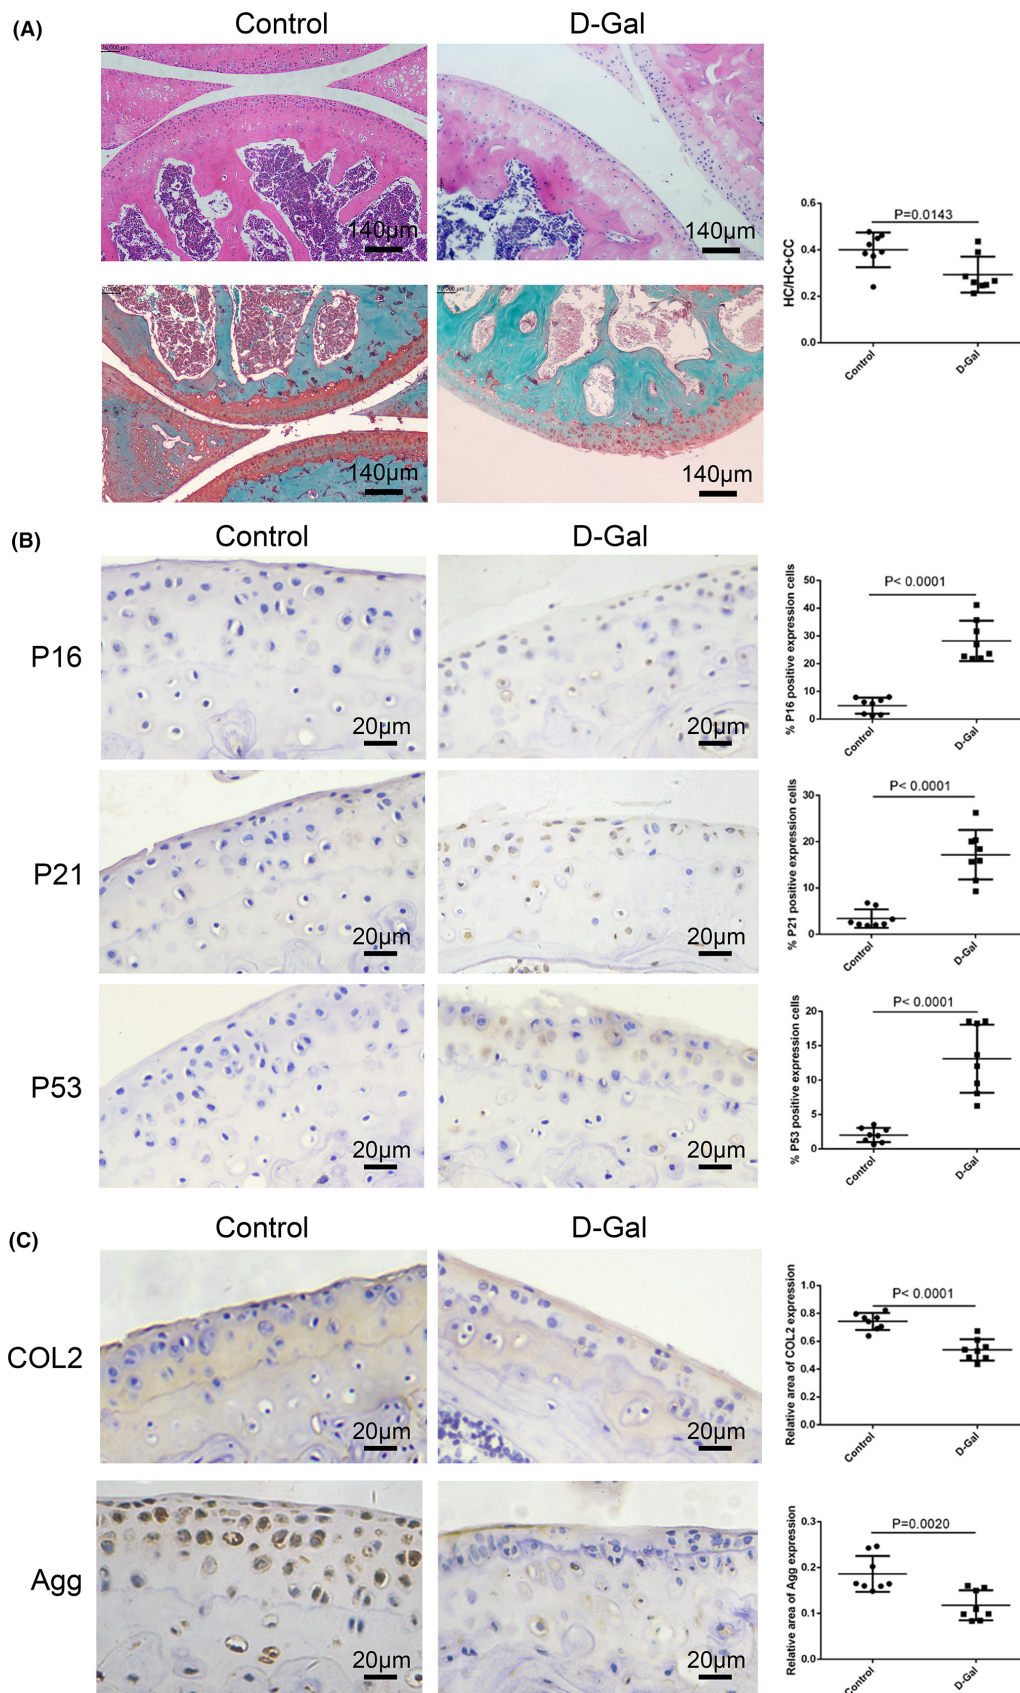 (A)
Control
D-Gal
140µm
140µm
140µm
140µm
HC/HC+CC
0.6
0.4
0.2
0.0
P=0.0143
Control
D-Gal
(B)
Control
D-Gal
P16
20µm
20µm
% P16 positive expression cells
50
40
30
20
10
0
P< 0.0001
Control
D-Gal
P21
20µm
20µm
% P21 positive expression cells
30
20
10
0
P< 0.0001
Control
D-Gal
P53
20µm
20µm
% P53 positive expression cells
20
15
10
5
0
P< 0.0001
Control
D-Gal
(C)
Control
D-Gal
COL2
20µm
20µm
Relative area of COL2 expression
1.0
0.8
0.6
0.4
0.2
0.0
P< 0.0001
Control
D-Gal
Agg
20µm
20µm
Relative area of Agg expression
0.3
0.2
0.1
0.0
P=0.0020
Control
D-Gal